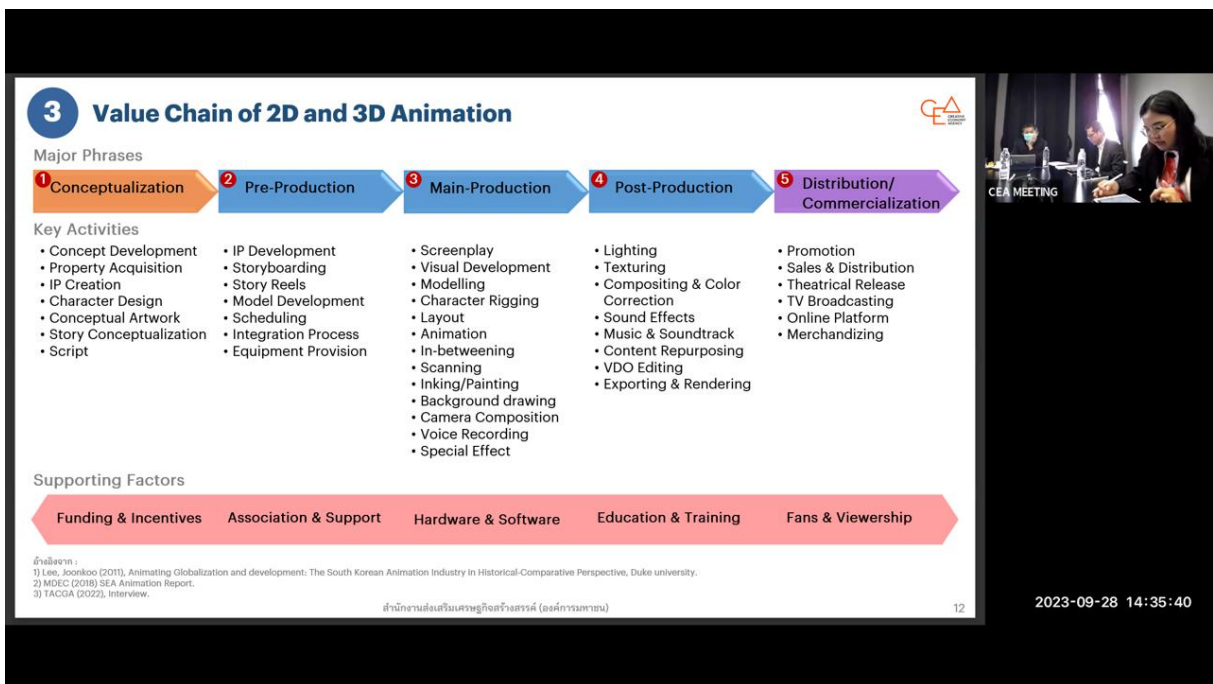 3 Value Chain of 2D and 3D Animation
CEA CREATIVE ECONOMY AGENCY
Major Phrases
1 Conceptualization
2 Pre-Production
3 Main-Production
4 Post-Production
5 Distribution/
Commercialization
Key Activities
• Concept Development
• Property Acquisition
• IP Creation
• Character Design
• Conceptual Artwork
• Story Conceptualization
• Script
• IP Development
• Storyboarding
• Story Reels
• Model Development
• Scheduling
• Integration Process
• Equipment Provision
• Screenplay
• Visual Development
• Modelling
• Character Rigging
• Layout
• Animation
• In-betweening
• Scanning
• Inking/Painting
• Background drawing
• Camera Composition
• Voice Recording
• Special Effect
• Lighting
• Texturing
• Compositing & Color
Correction
• Sound Effects
• Music & Soundtrack
• Content Repurposing
• VDO Editing
• Exporting & Rendering
• Promotion
• Sales & Distribution
• Theatrical Release
• TV Broadcasting
• Online Platform
• Merchandizing
Supporting Factors
Funding & Incentives
Association & Support
Hardware & Software
Education & Training
Fans & Viewership
อ้างอิงจาก :
1) Lee, Joonkoo (2011), Animating Globalization and development: The South Korean Animation Industry in Historical-Comparative Perspective, Duke university.
2) MDEC (2018) SEA Animation Report.
3) TACGA (2022), Interview.
สำนักงานส่งเสริมเศรษฐกิจสร้างสรรค์ (องค์การมหาชน)
12
CEA MEETING
2023-09-28 14:35:40